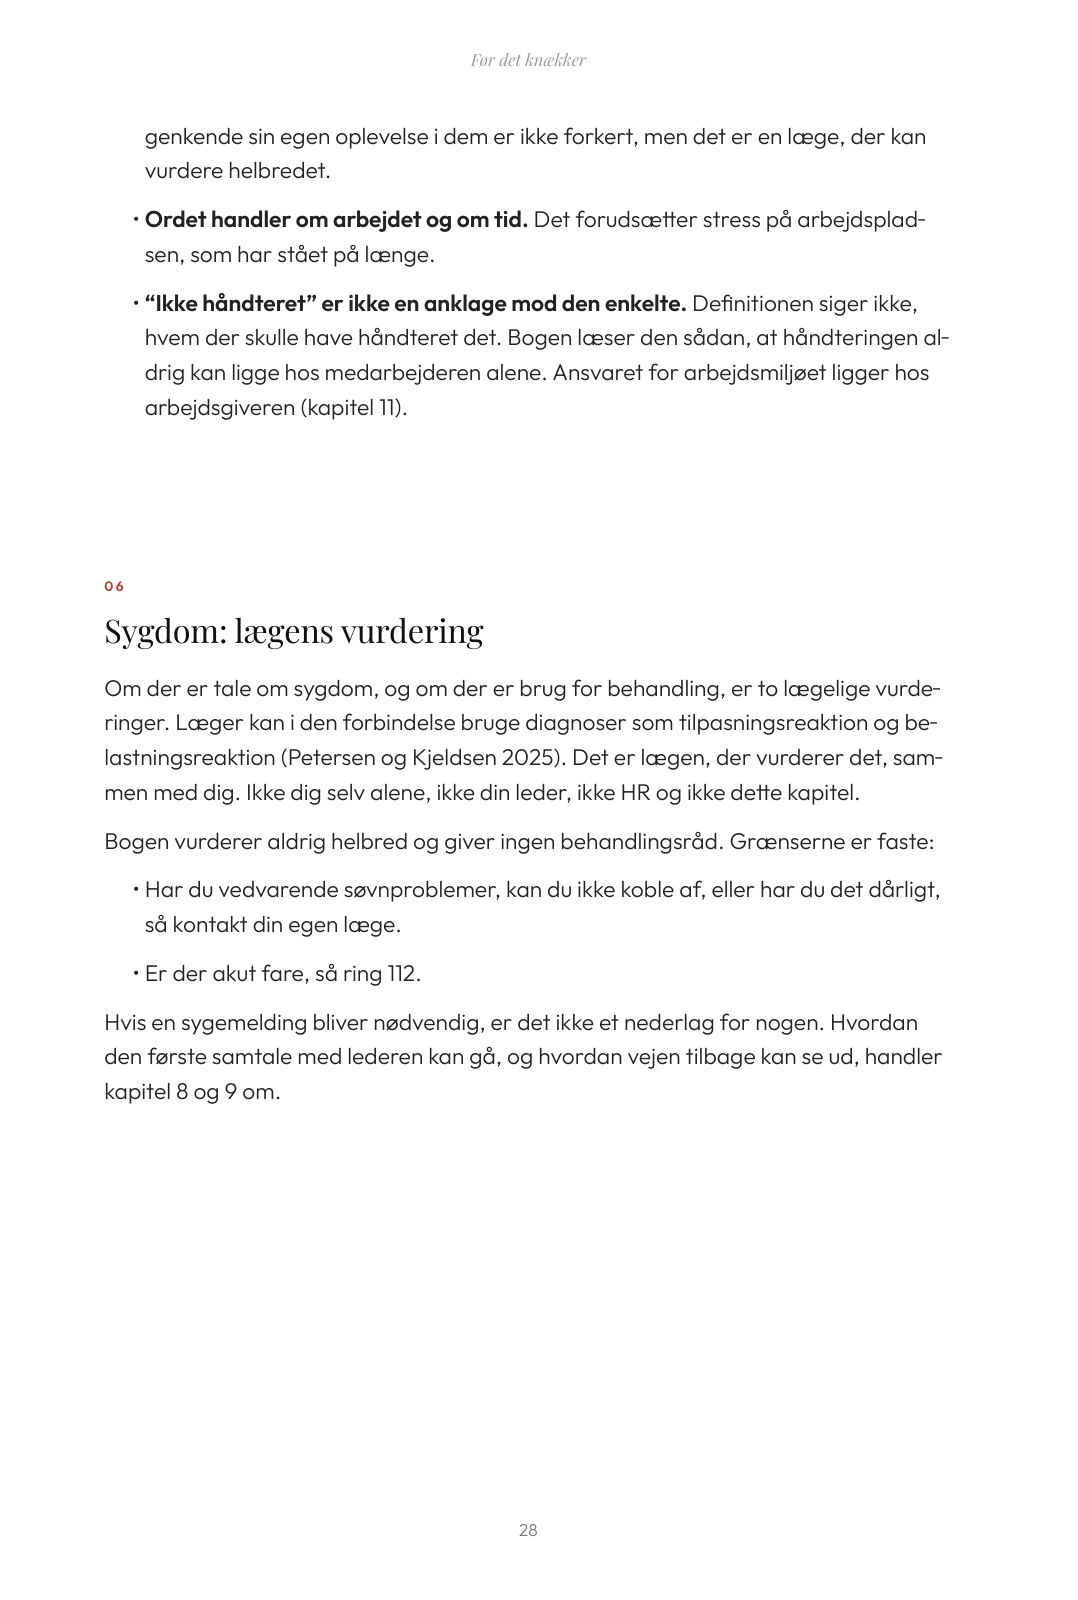 Før det knækker
genkende sin egen oplevelse i dem er ikke forkert, men det er en læge, der kan
vurdere helbredet.
• Ordet handler om arbejdet og om tid. Det forudsætter stress på arbejdsplad-
sen, som har stået på længe.
• “Ikke håndteret” er ikke en anklage mod den enkelte. Definitionen siger ikke,
hvem der skulle have håndteret det. Bogen læser den sådan, at håndteringen al-
drig kan ligge hos medarbejderen alene. Ansvaret for arbejdsmiljøet ligger hos
arbejdsgiveren (kapitel 11).
06
Sygdom: lægens vurdering
Om der er tale om sygdom, og om der er brug for behandling, er to lægelige vurde-
ringer. Læger kan i den forbindelse bruge diagnoser som tilpasningsreaktion og be-
lastningsreaktion (Petersen og Kjeldsen 2025). Det er lægen, der vurderer det, sam-
men med dig. Ikke dig selv alene, ikke din leder, ikke HR og ikke dette kapitel.
Bogen vurderer aldrig helbred og giver ingen behandlingsråd. Grænserne er faste:
• Har du vedvarende søvnproblemer, kan du ikke koble af, eller har du det dårligt,
så kontakt din egen læge.
• Er der akut fare, så ring 112.
Hvis en sygemelding bliver nødvendig, er det ikke et nederlag for nogen. Hvordan
den første samtale med lederen kan gå, og hvordan vejen tilbage kan se ud, handler
kapitel 8 og 9 om.
28